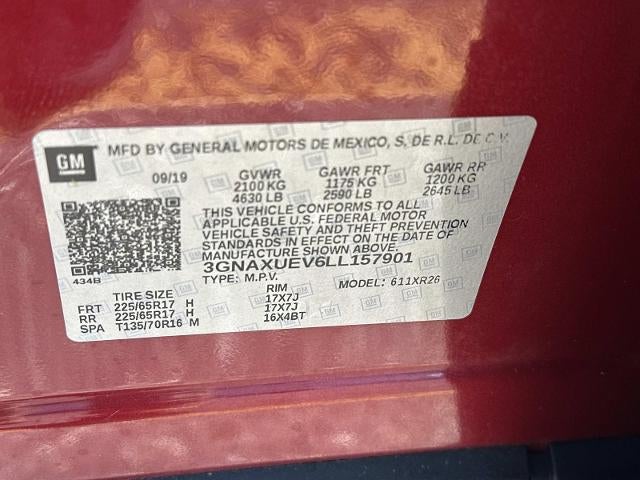 GM
MFD BY GENERAL MOTORS DE MEXICO, S. DE R.L. DE C.V.
09/19 GVWR GAWR FRT GAWR RR
2100 KG 1175 KG 1200 KG
4630 LB 2590 LB 2645 LB
THIS VEHICLE CONFORMS TO ALL
APPLICABLE U.S. FEDERAL MOTOR
VEHICLE SAFETY AND THEFT PREVENTION
STANDARDS IN EFFECT ON THE DATE OF
MANUFACTURE SHOWN ABOVE.
3GNAXUEV6LL157901
434B
TYPE: M.P.V. MODEL: 611XR26
TIRE SIZE RIM
FRT 225/65R17 H 17X7J
RR 225/65R17 H 17X7J
SPA T135/70R16 M 16X4BT